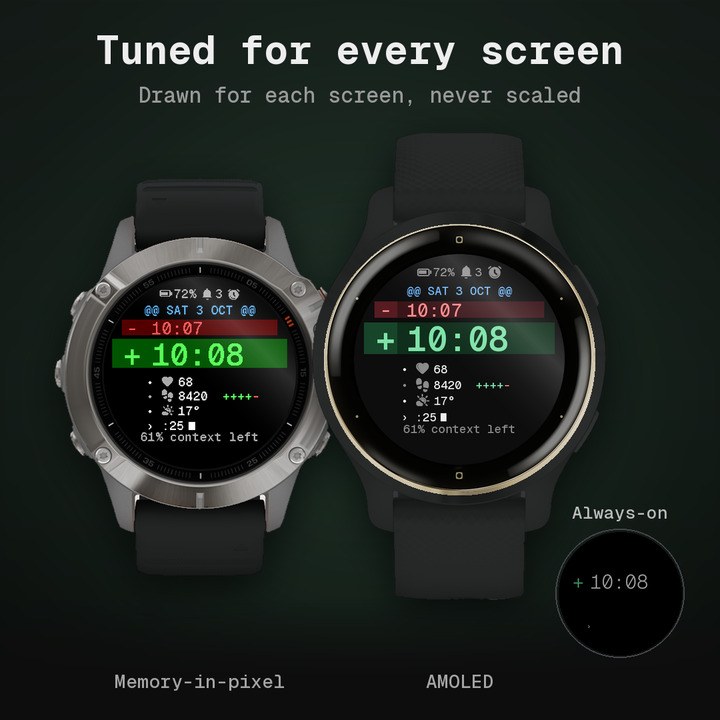 Tuned for every screen
Drawn for each screen, never scaled
72% 3
@@ SAT 3 OCT @@
- 10:07
+ 10:08
• 68
• 8420 ++++-
• 17°
› :25
61% context left
72% 3
@@ SAT 3 OCT @@
- 10:07
+ 10:08
• 68
• 8420 ++++-
• 17°
› :25
61% context left
Always-on
+ 10:08
›
Memory-in-pixel
AMOLED